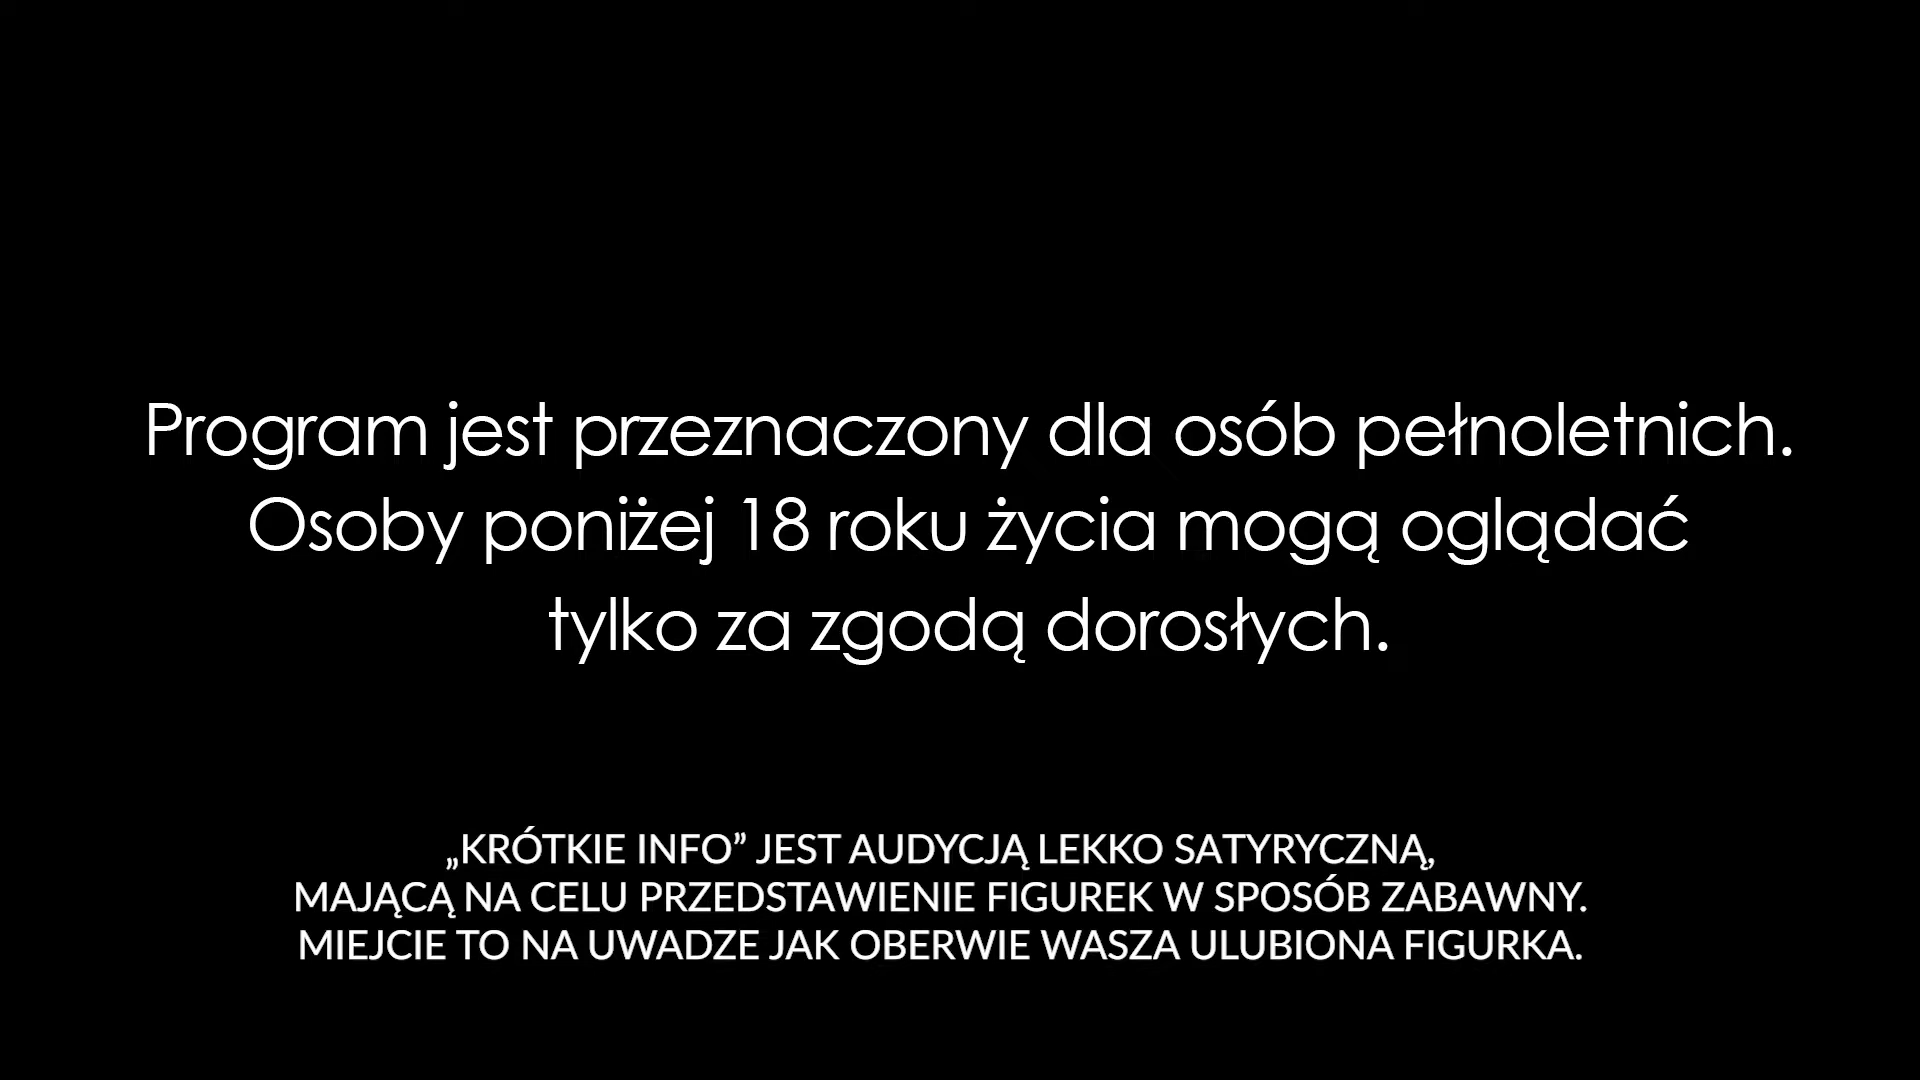 Program jest przeznaczony dla osób pełnoletnich.
Osoby poniżej 18 roku życia mogą oglądać
tylko za zgodą dorosłych.
„KRÓTKIE INFO” JEST AUDYCJĄ LEKKO SATYRYCZNĄ,
MAJĄCĄ NA CELU PRZEDSTAWIENIE FIGUREK W SPOSÓB ZABAWNY.
MIEJCIE TO NA UWADZE JAK OBERWIE WASZA ULUBIONA FIGURKA.